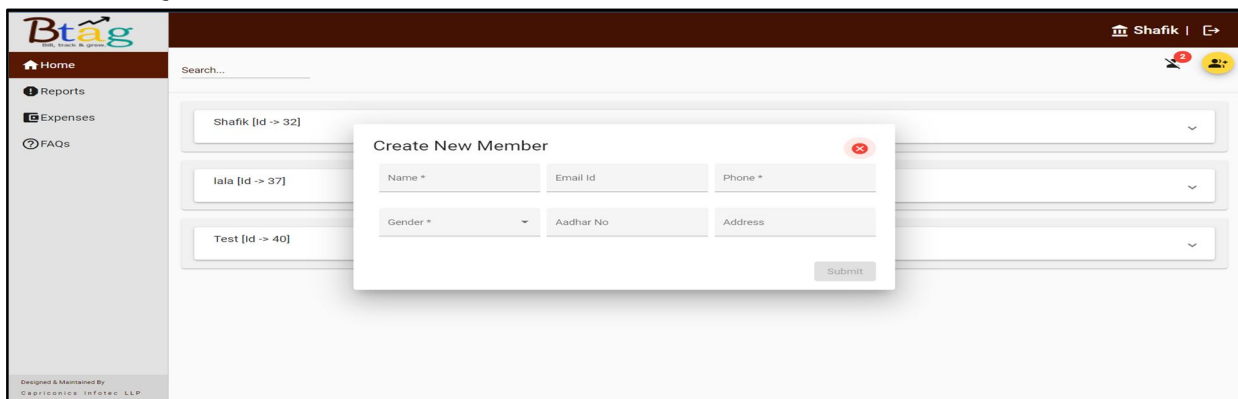 Btag
Bill, track & grow.
Shafik |
Home
Search...
2
Reports
Expenses
FAQs
Shafik [Id -> 32]
lala [Id -> 37]
Test [Id -> 40]
Create New Member
Name *
Email Id
Phone *
Gender *
Aadhar No
Address
Submit
Designed & Maintained By
Capriconics Infotec LLP